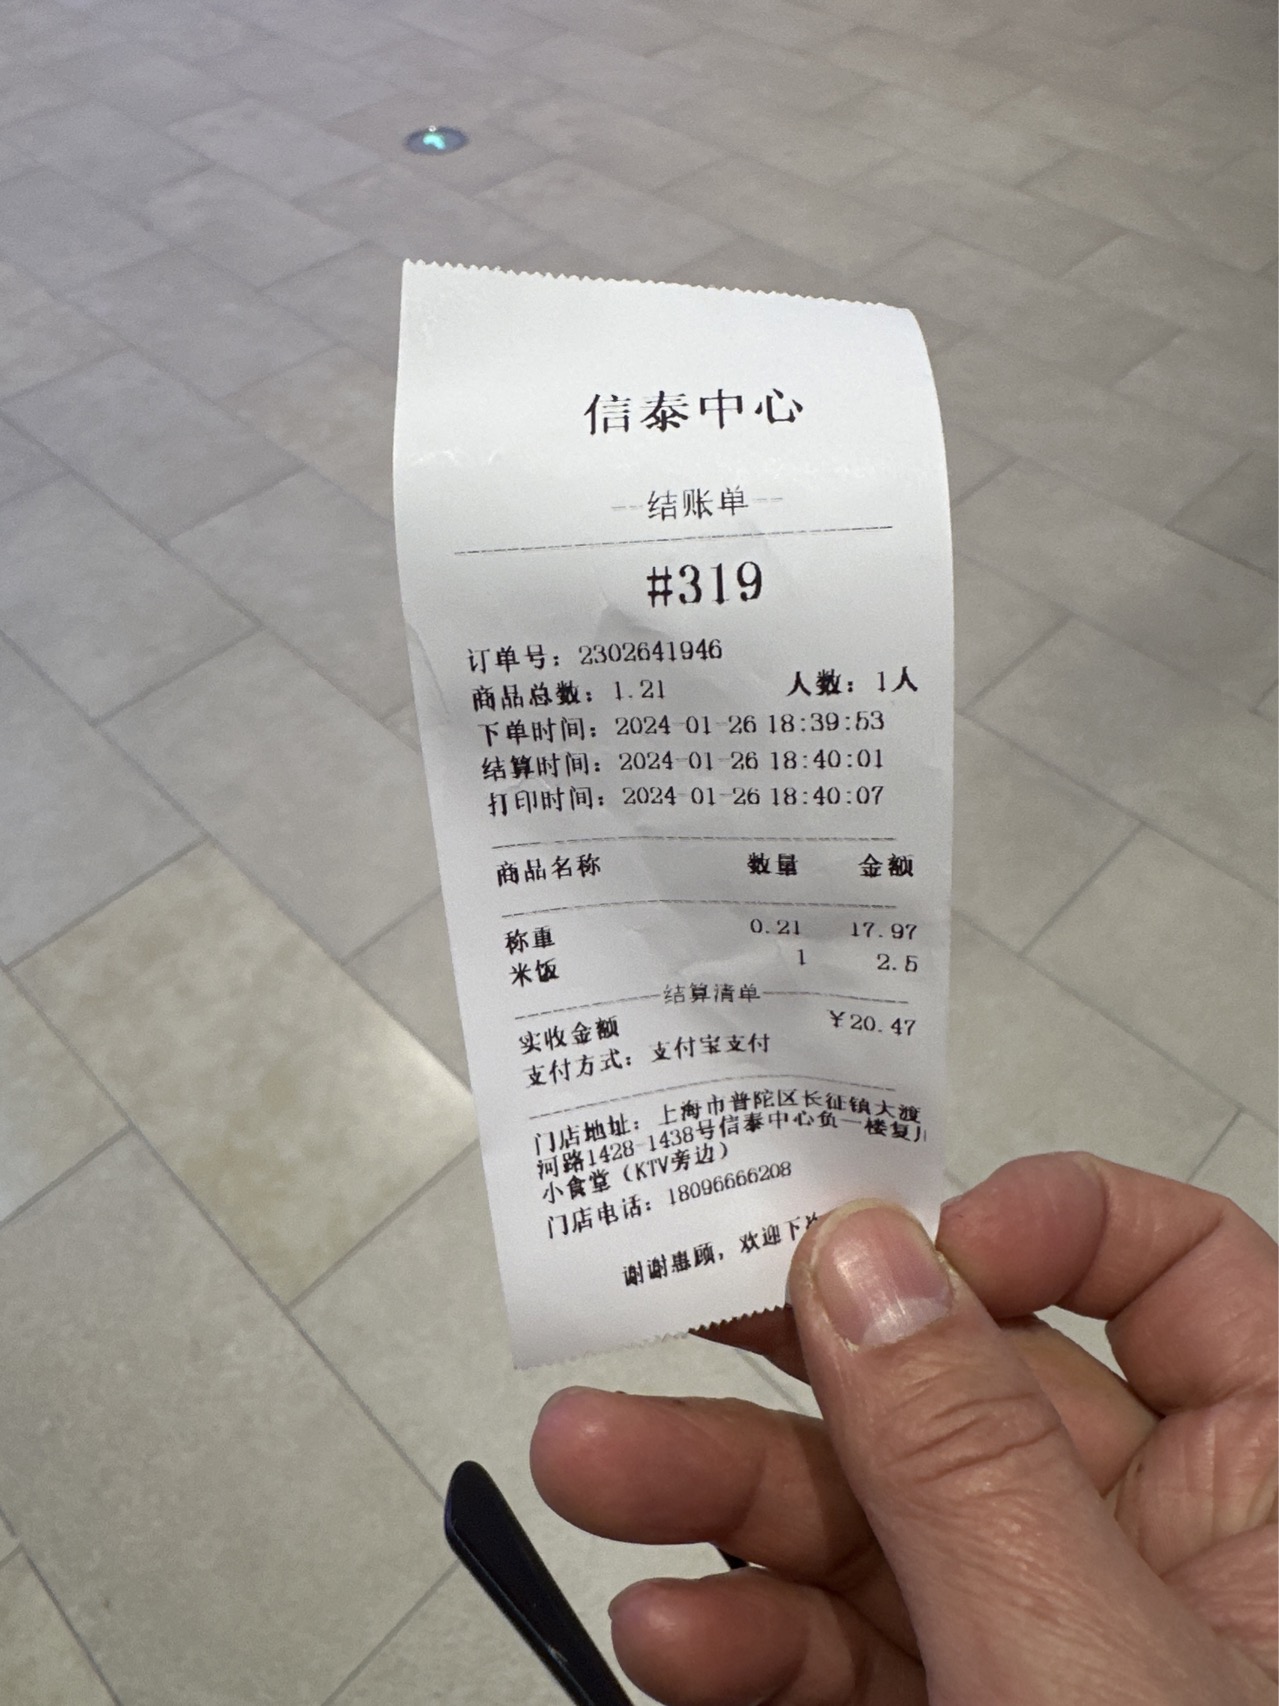 信泰中心
--结账单--
#319
订单号：2302641946
商品总数：1.21 人数：1人
下单时间：2024-01-26 18:39:53
结算时间：2024-01-26 18:40:01
打印时间：2024-01-26 18:40:07
商品名称 数量 金额
称重 0.21 17.97
米饭 1 2.5
结算清单
实收金额 ￥20.47
支付方式：支付宝支付
门店地址：上海市普陀区长征镇大渡
河路1428-1438号信泰中心负一楼复
小食堂（KTV旁边）
门店电话：18096666208
谢谢惠顾，欢迎下